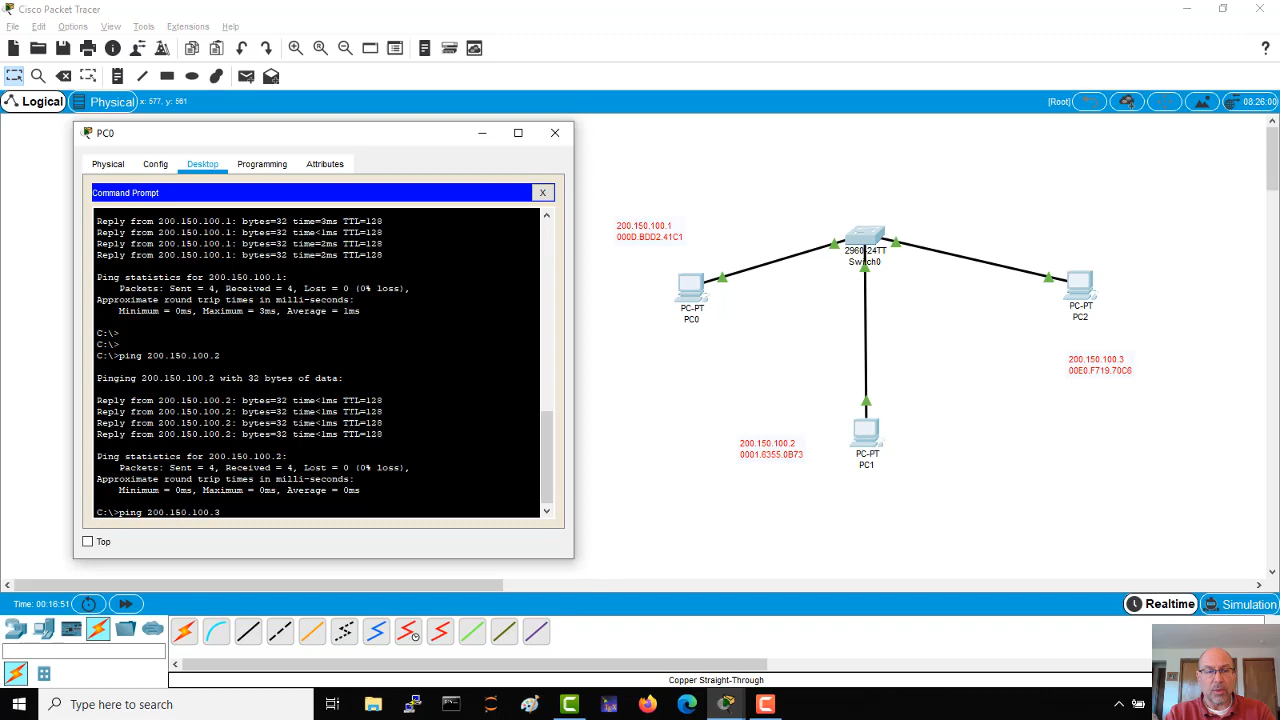 Cisco Packet Tracer
File Edit Options View Tools Extensions Help
Logical Physical x: 577, y: 561 [Root] 08:26:00
PC0
Physical Config Desktop Programming Attributes
Command Prompt X
Reply from 200.150.100.1: bytes=32 time=3ms TTL=128
Reply from 200.150.100.1: bytes=32 time<1ms TTL=128
Reply from 200.150.100.1: bytes=32 time=2ms TTL=128
Reply from 200.150.100.1: bytes=32 time=2ms TTL=128
Ping statistics for 200.150.100.1:
Packets: Sent = 4, Received = 4, Lost = 0 (0% loss),
Approximate round trip times in milli-seconds:
Minimum = 0ms, Maximum = 3ms, Average = 1ms
C:\>
C:\>
C:\>ping 200.150.100.2
Pinging 200.150.100.2 with 32 bytes of data:
Reply from 200.150.100.2: bytes=32 time<1ms TTL=128
Reply from 200.150.100.2: bytes=32 time<1ms TTL=128
Reply from 200.150.100.2: bytes=32 time<1ms TTL=128
Reply from 200.150.100.2: bytes=32 time<1ms TTL=128
Ping statistics for 200.150.100.2:
Packets: Sent = 4, Received = 4, Lost = 0 (0% loss),
Approximate round trip times in milli-seconds:
Minimum = 0ms, Maximum = 0ms, Average = 0ms
C:\>ping 200.150.100.3
Top
200.150.100.1
000D.BDD2.41C1
2960-24TT
Switch0
PC-PT
PC0
PC-PT
PC2
200.150.100.3
00E0.F719.70C6
200.150.100.2
0001.6355.0B73
PC-PT
PC1
Time: 00:16:51 Realtime Simulation
Copper Straight-Through
Type here to search